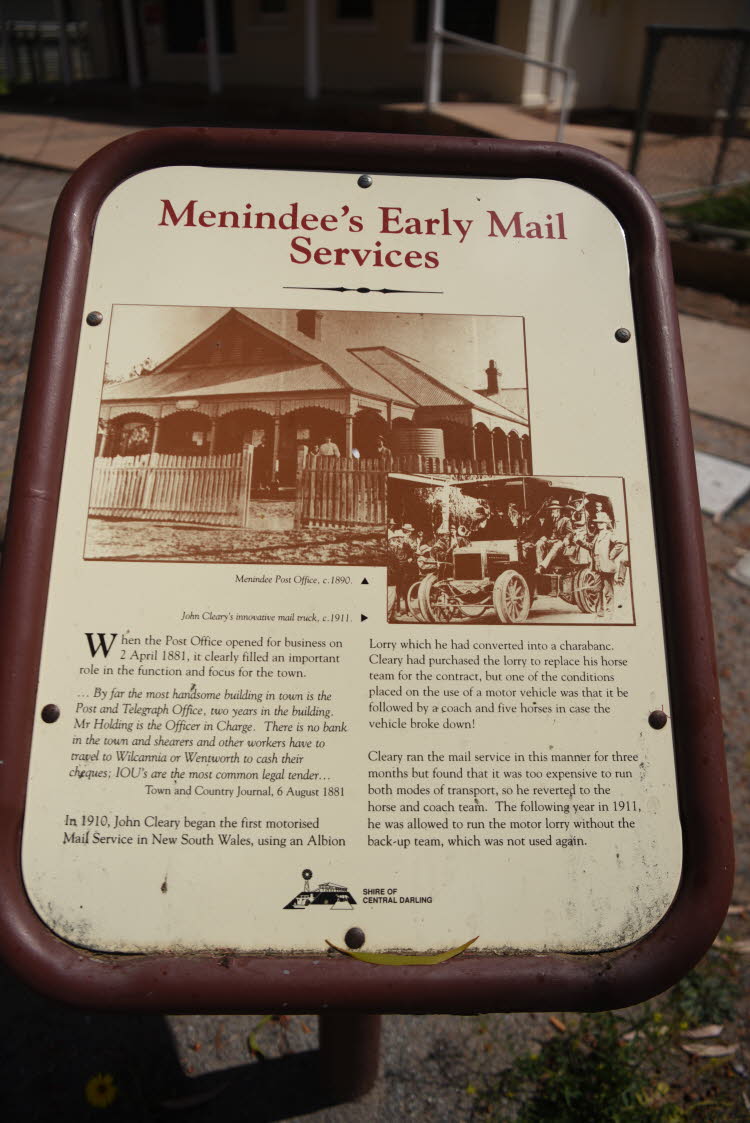 Menindee's Early Mail
Services
Menindee Post Office, c.1890. ▲
John Cleary's innovative mail truck, c.1911. ▶
When the Post Office opened for business on
2 April 1881, it clearly filled an important
role in the function and focus for the town.
... By far the most handsome building in town is the
Post and Telegraph Office, two years in the building.
Mr Holding is the Officer in Charge. There is no bank
in the town and shearers and other workers have to
travel to Wilcannia or Wentworth to cash their
cheques; IOU's are the most common legal tender...
Town and Country Journal, 6 August 1881
In 1910, John Cleary began the first motorised
Mail Service in New South Wales, using an Albion
Lorry which he had converted into a charabanc.
Cleary had purchased the lorry to replace his horse
team for the contract, but one of the conditions
placed on the use of a motor vehicle was that it be
followed by a coach and five horses in case the
vehicle broke down!
Cleary ran the mail service in this manner for three
months but found that it was too expensive to run
both modes of transport, so he reverted to the
horse and coach team. The following year in 1911,
he was allowed to run the motor lorry without the
back-up team, which was not used again.
SHIRE OF
CENTRAL DARLING